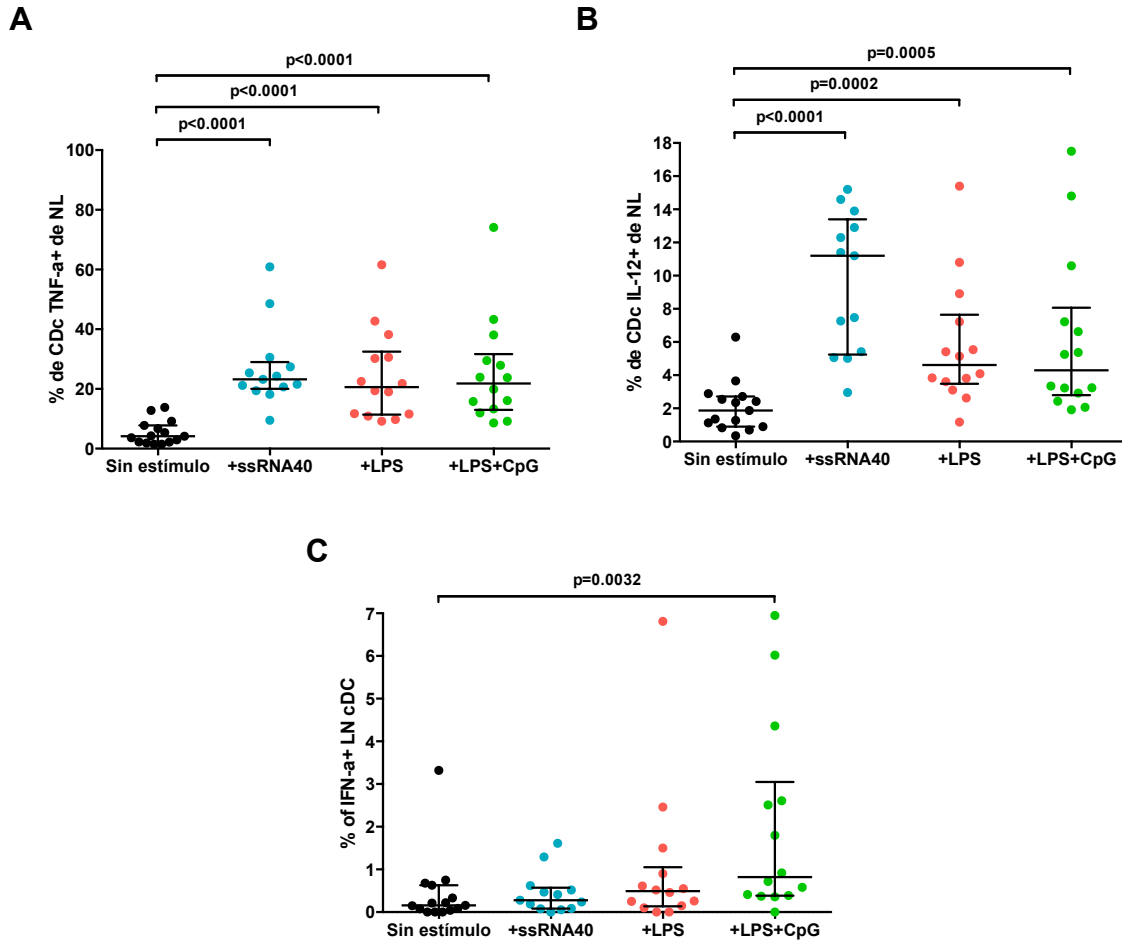 A
p<0.0001
p<0.0001
p<0.0001
% de CDc TNF-a+ de NL
100
80
60
40
20
0
Sin estímulo +ssRNA40 +LPS +LPS+CpG
B
p=0.0005
p=0.0002
p<0.0001
% de CDc IL-12+ de NL
18
16
14
12
10
8
6
4
2
0
Sin estímulo +ssRNA40 +LPS +LPS+CpG
C
p=0.0032
% of IFN-a+ LN cDC
7
6
5
4
3
2
1
0
Sin estímulo +ssRNA40 +LPS +LPS+CpG